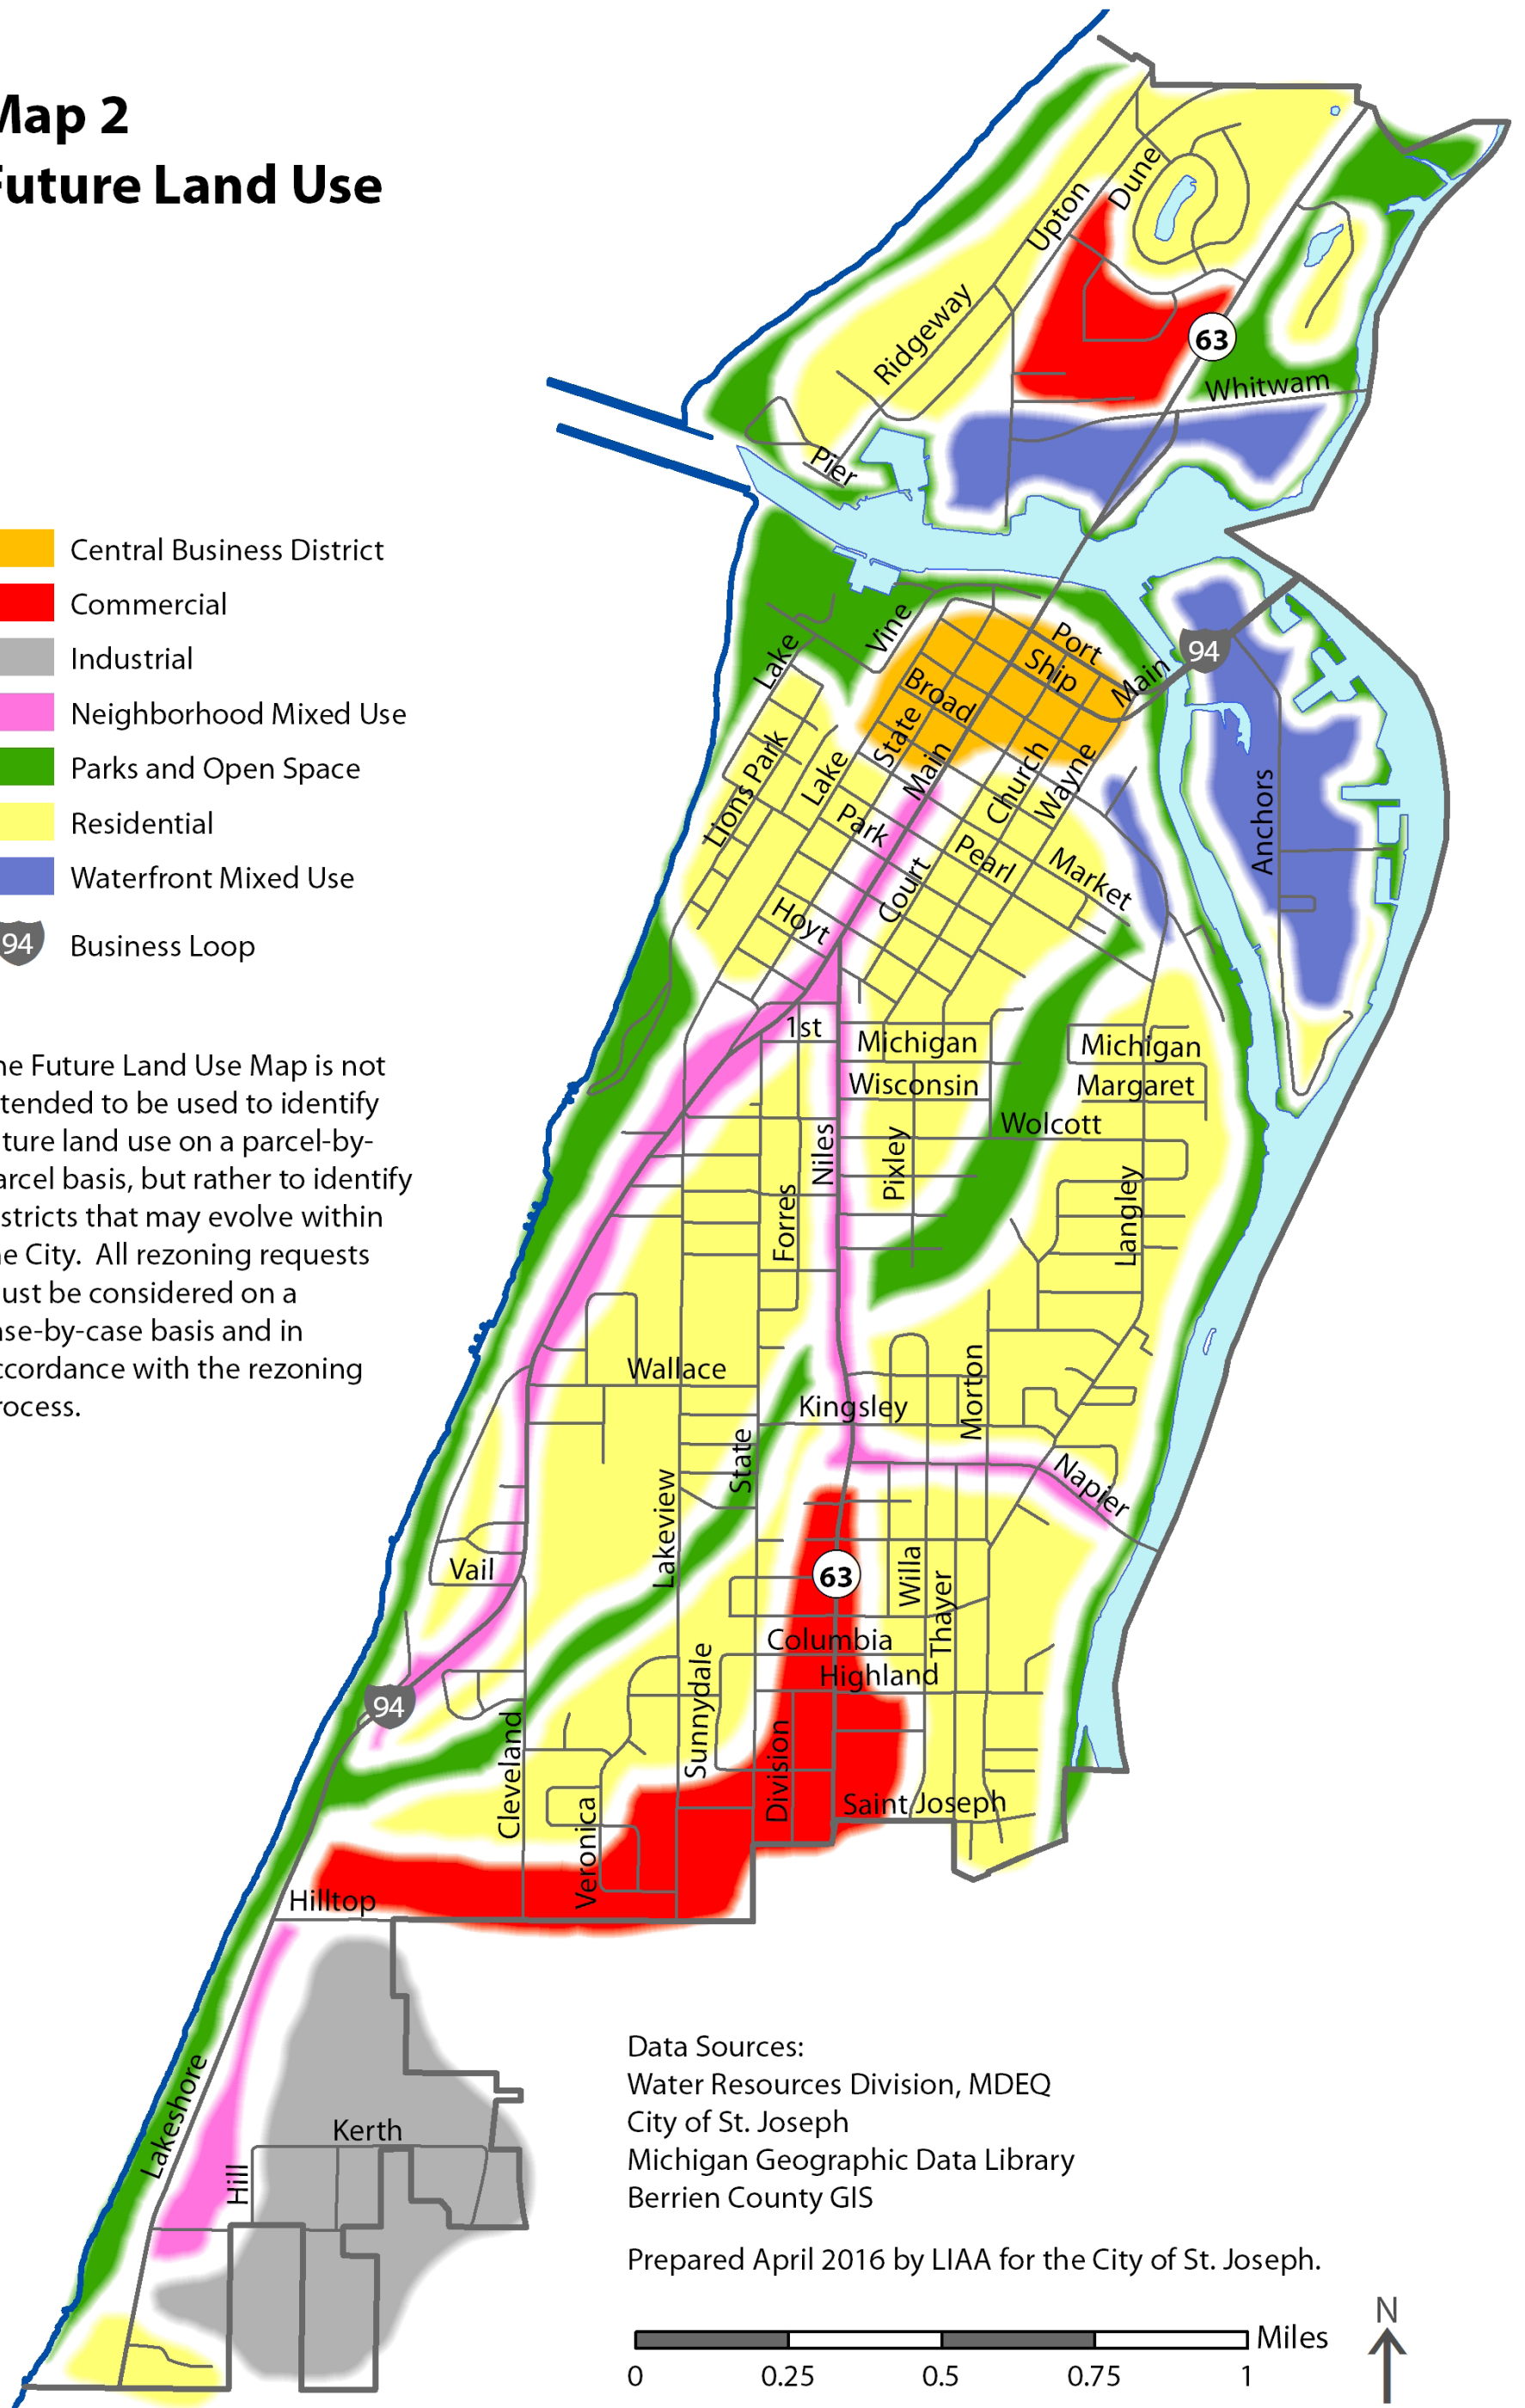 Map 2
Future Land Use
Central Business District
Commercial
Industrial
Neighborhood Mixed Use
Parks and Open Space
Residential
Waterfront Mixed Use
94 Business Loop
he Future Land Use Map is not
tended to be used to identify
ture land use on a parcel-by-
arcel basis, but rather to identify
stricts that may evolve within
e City. All rezoning requests
ust be considered on a
se-by-case basis and in
ccordance with the rezoning
rocess.
Upton
Dune
Ridgeway
63
Whitwam
Pier
Vine
Lake
Port
Ship
Main
94
Broad
State
Main
Church
Wayne
Anchors
Lions Park
Lake
Park
Court
Pearl
Market
Hoyt
1st
Michigan
Michigan
Wisconsin
Margaret
Wolcott
Niles
Pixley
Forres
Langley
Wallace
Kingsley
Morton
State
Lakeview
Napier
Vail
63
Willa
Thayer
Columbia
Highland
Sunnydale
94
Cleveland
Division
Veronica
Saint Joseph
Hilltop
Lakeshore
Kerth
Hill
Data Sources:
Water Resources Division, MDEQ
City of St. Joseph
Michigan Geographic Data Library
Berrien County GIS
Prepared April 2016 by LIAA for the City of St. Joseph.
Miles
0 0.25 0.5 0.75 1
N